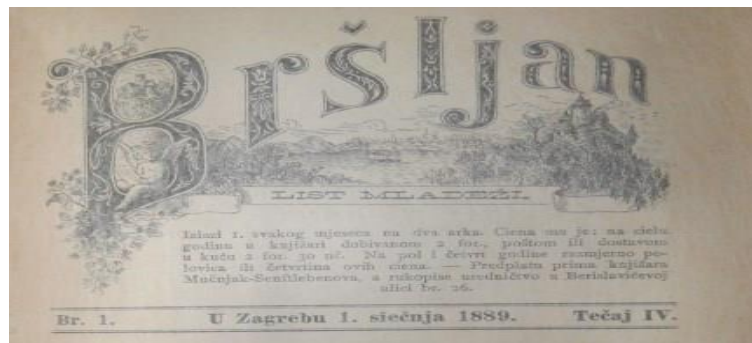 Bršljan
LIST MLADEŽI.
Izlazi 1. svakog mjeseca na dva arka. Ciena mu je: na cielu
godinu u knjižari dobivanom 2 for., poštom ili dostavom
u kuću 2 for. 30 nč. Na pol i četvrt godine razmjerno po-
lovica ili četvrtina ovih ciena. — Predplatu prima knjižara
Mučnjak-Senftlebenova, a rukopise uredničtvo u Berislavićevoj
ulici br. 26.
Br. 1. U Zagrebu 1. siečnja 1889. Tečaj IV.